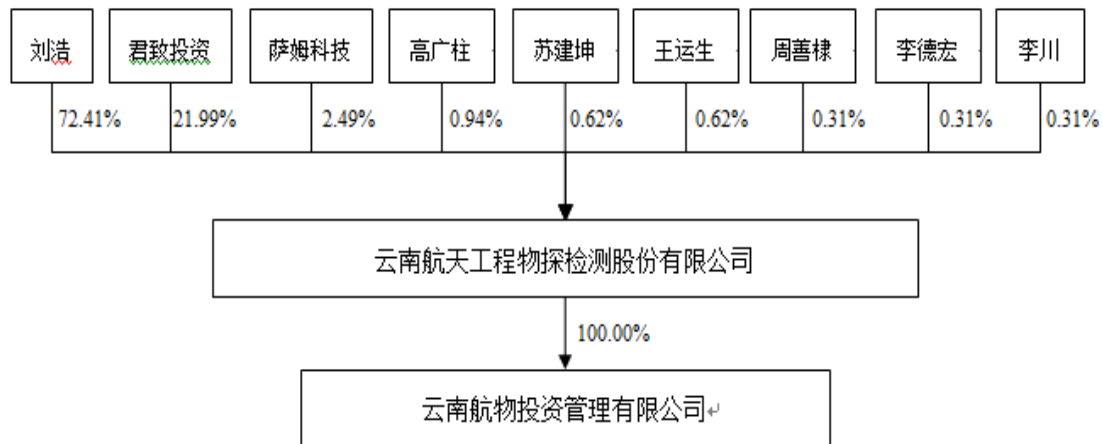 刘浩 君致投资 萨姆科技 高广柱 苏建坤 王运生 周善棣 李德宏 李川
72.41% 21.99% 2.49% 0.94% 0.62% 0.62% 0.31% 0.31% 0.31%
云南航天工程物探检测股份有限公司
100.00%
云南航物投资管理有限公司